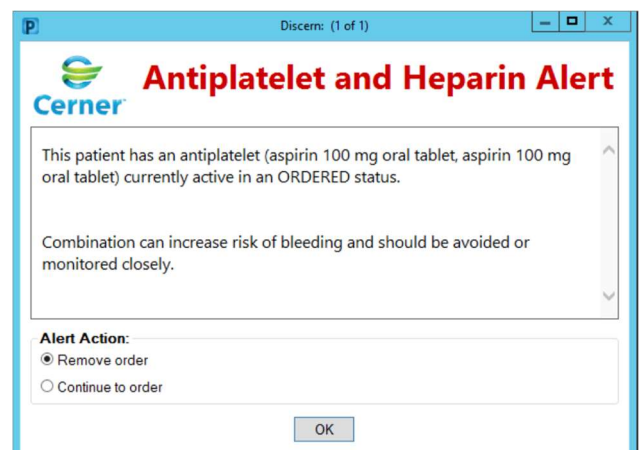 P
Discern: (1 of 1)
X
Cerner
Antiplatelet and Heparin Alert
This patient has an antiplatelet (aspirin 100 mg oral tablet, aspirin 100 mg
oral tablet) currently active in an ORDERED status.
Combination can increase risk of bleeding and should be avoided or
monitored closely.
Alert Action:
Remove order
Continue to order
OK